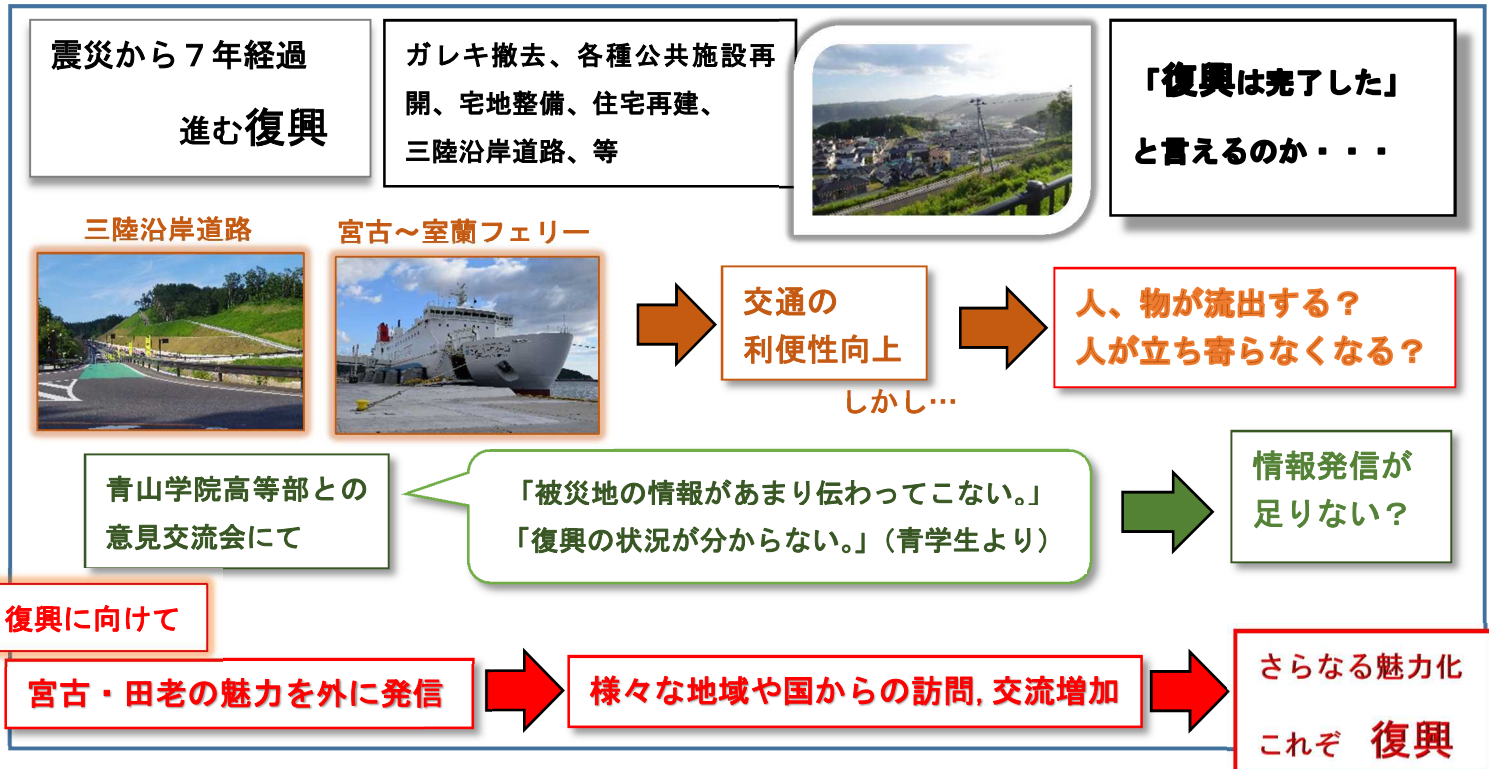 震災から７年経過
進む復興
ガレキ撤去、各種公共施設再
開、宅地整備、住宅再建、
三陸沿岸道路、等
「復興は完了した」
と言えるのか・・・
三陸沿岸道路
宮古～室蘭フェリー
交通の
利便性向上
しかし…
人、物が流出する？
人が立ち寄らなくなる？
青山学院高等部との
意見交流会にて
「被災地の情報があまり伝わってこない。」
「復興の状況が分からない。」（青学生より）
情報発信が
足りない？
復興に向けて
宮古・田老の魅力を外に発信
様々な地域や国からの訪問,交流増加
さらなる魅力化
これぞ　復興